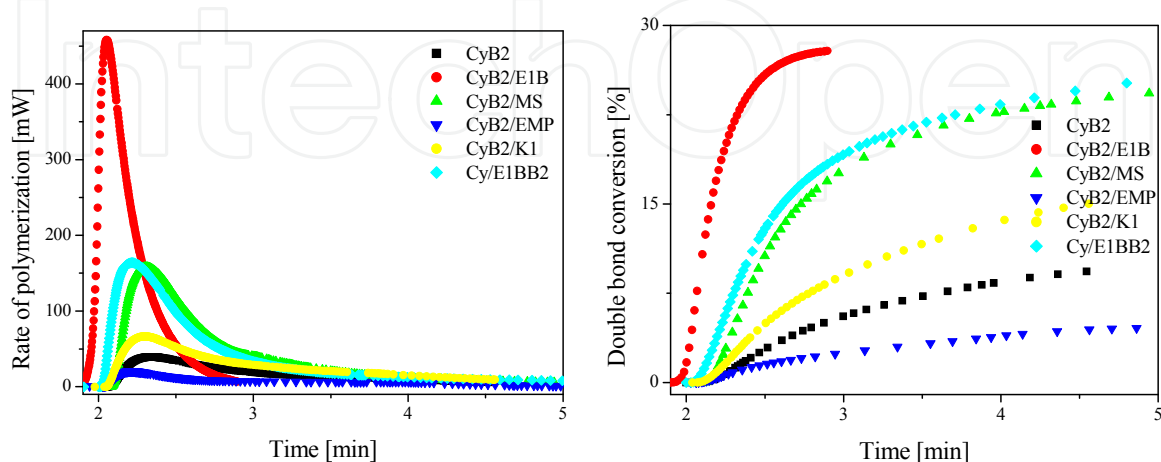 IntechOpen
Rate of polymerization [mW]
400
300
200
100
0
2
3
4
5
Time [min]
CyB2
CyB2/E1B
CyB2/MS
CyB2/EMP
CyB2/K1
Cy/E1BB2
Double bond conversion [%]
30
15
0
2
3
4
5
Time [min]
CyB2
CyB2/E1B
CyB2/MS
CyB2/EMP
CyB2/K1
Cy/E1BB2